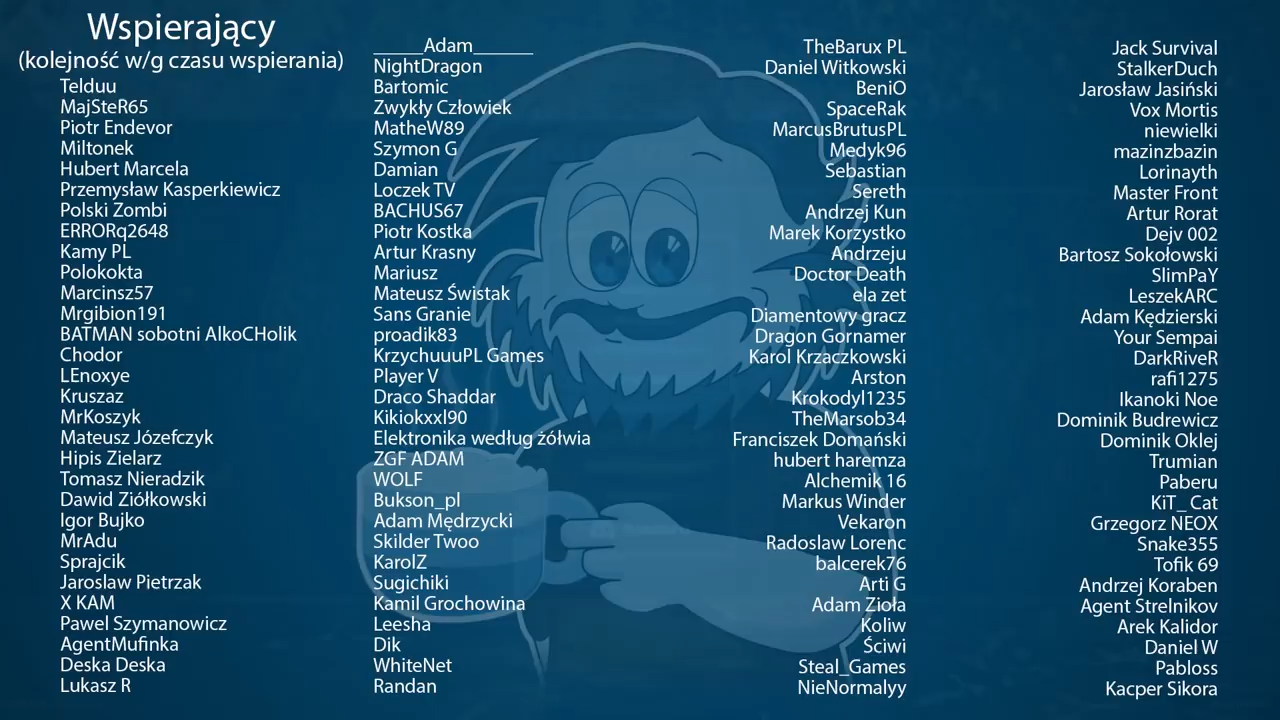 Wspierający
(kolejność w/g czasu wspierania)
Telduu
MajSteR65
Piotr Endevor
Miltonek
Hubert Marcela
Przemysław Kasperkiewicz
Polski Zombi
ERRORq2648
Kamy PL
Polokokta
Marcinsz57
Mrgibion191
BATMAN sobotni AlkoCHolik
Chodor
LEnoxye
Kruszaz
MrKoszyk
Mateusz Józefczyk
Hipis Zielarz
Tomasz Nieradzik
Dawid Ziółkowski
Igor Bujko
MrAdu
Sprajcik
Jaroslaw Pietrzak
X KAM
Pawel Szymanowicz
AgentMufinka
Deska Deska
Lukasz R
_____Adam______
NightDragon
Bartomic
Zwykły Człowiek
MatheW89
Szymon G
Damian
Loczek TV
BACHUS67
Piotr Kostka
Artur Krasny
Mariusz
Mateusz Świstak
Sans Granie
proadik83
KrzychuuuPL Games
Player V
Draco Shaddar
Kikiokxxl90
Elektronika według żółwia
ZGF ADAM
WOLF
Bukson_pl
Adam Mędrzycki
Skilder Twoo
KarolZ
Sugichiki
Kamil Grochowina
Leesha
Dik
WhiteNet
Randan
TheBarux PL
Daniel Witkowski
BeniO
SpaceRak
MarcusBrutusPL
Medyk96
Sebastian
Sereth
Andrzej Kun
Marek Korzystko
Andrzeju
Doctor Death
ela zet
Diamentowy gracz
Dragon Gornamer
Karol Krzaczkowski
Arston
Krokodyl1235
TheMarsob34
Franciszek Domański
hubert haremza
Alchemik 16
Markus Winder
Vekaron
Radoslaw Lorenc
balcerek76
Arti G
Adam Zioła
Koliw
Ściwi
Steal_Games
NieNormalyy
Jack Survival
StalkerDuch
Jarosław Jasiński
Vox Mortis
niewielki
mazinzbazin
Lorinayth
Master Front
Artur Rorat
Dejv 002
Bartosz Sokołowski
SlimPaY
LeszekARC
Adam Kędzierski
Your Sempai
DarkRiveR
rafi1275
Ikanoki Noe
Dominik Budrewicz
Dominik Oklej
Trumian
Paberu
KiT_ Cat
Grzegorz NEOX
Snake355
Tofik 69
Andrzej Koraben
Agent Strelnikov
Arek Kalidor
Daniel W
Pabloss
Kacper Sikora